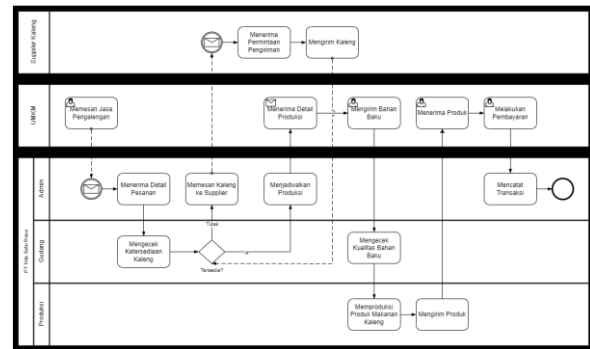 Supplier Kaleng
Menerima
Permintaan
Pengiriman
Mengirim Kaleng
UMKM
Memesan Jasa
Pengalengan
Menerima Detail
Produksi
Mengirim Bahan
Baku
Menerima Produk
Melakukan
Pembayaran
Admin
Menerima Detail
Pesanan
Memesan Kaleng
ke Supplier
Menjadwalkan
Produksi
Mencatat
Transaksi
Tidak
Gudang
Mengecek
Ketersediaan
Kaleng
Tersedia?
Mengecek
Kualitas Bahan
Baku
Produksi
Memproduksi
Produk Makanan
Kaleng
Mengirim Produk